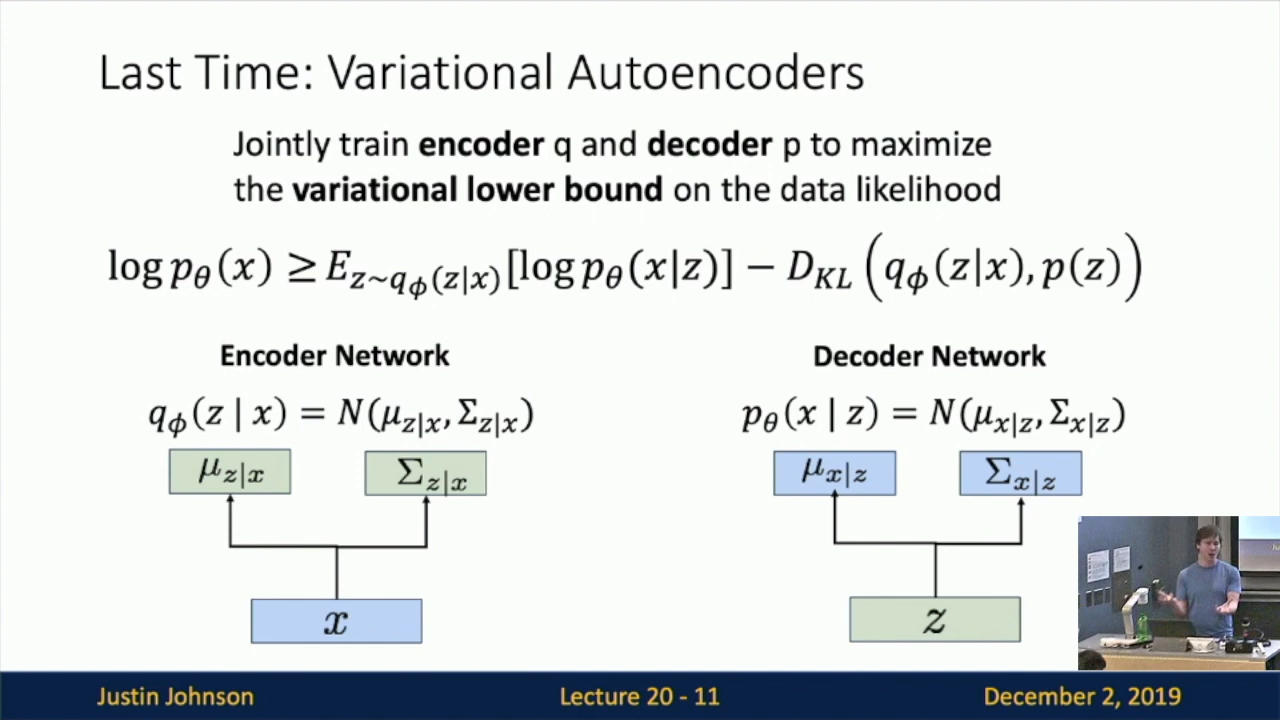 Last Time: Variational Autoencoders
Jointly train encoder q and decoder p to maximize
the variational lower bound on the data likelihood
log p_θ(x) ≥ E_{z~q_ϕ(z|x)}[log p_θ(x|z)] − D_{KL}(q_ϕ(z|x), p(z))
Encoder Network
q_ϕ(z | x) = N(μ_{z|x}, Σ_{z|x})
μ_{z|x}
Σ_{z|x}
x
Decoder Network
p_θ(x | z) = N(μ_{x|z}, Σ_{x|z})
μ_{x|z}
Σ_{x|z}
z
Justin Johnson
Lecture 20 - 11
December 2, 2019